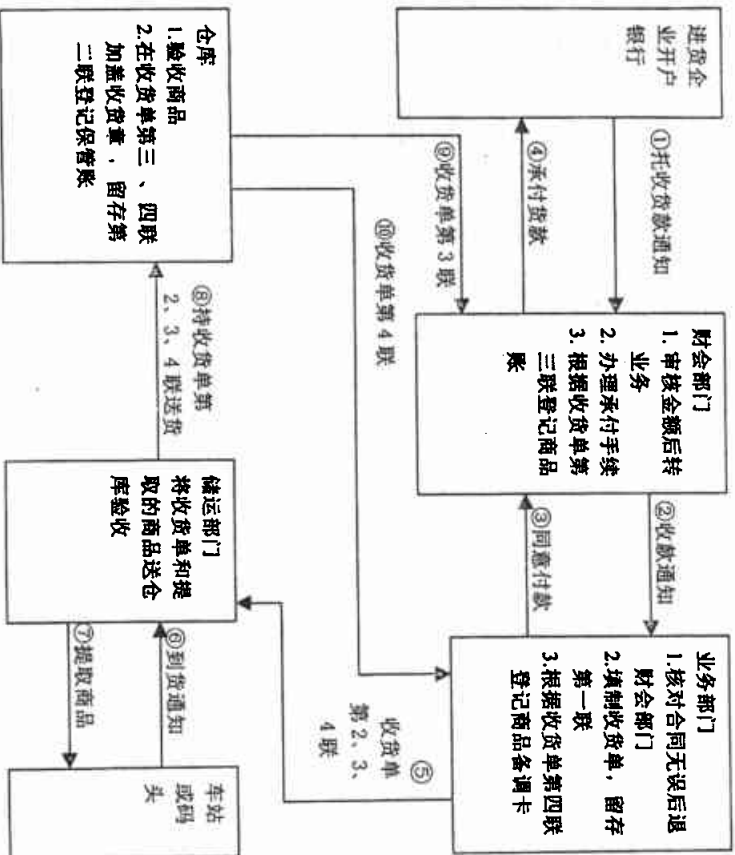 进货企
业开户
银行
①托收货款通知
④承付货款
财会部门
1. 审核金额后转
业务
2. 办理承付手续
3. 根据收货单第
三联登记商品
账
②收款通知
③同意付款
业务部门
1.核对合同无误后退
财会部门
2.填制收货单，留存
第一联
3.根据收货单第四联
登记商品备调卡
⑨收货单第 3 联
⑩收货单第 4 联
⑤
收货单
第 2、3、
4 联
仓库
1.验收商品
2.在收货单第三、四联
加盖收货章，留存第
二联登记保管账
⑧持收货单第
2、3、4 联送货
储运部门
将收货单和提
取的商品送仓
库验收
⑥到货通知
⑦提取商品
车站
或码
头